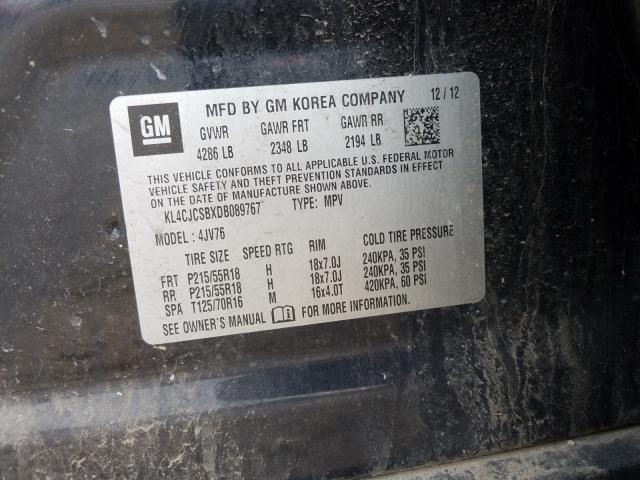 GM
MFD BY GM KOREA COMPANY 12/12
GVWR GAWR FRT GAWR RR
4286 LB 2348 LB 2194 LB
THIS VEHICLE CONFORMS TO ALL APPLICABLE U.S. FEDERAL MOTOR
VEHICLE SAFETY AND THEFT PREVENTION STANDARDS IN EFFECT
ON THE DATE OF MANUFACTURE SHOWN ABOVE.
KL4CJCSBXDB089767 TYPE: MPV
MODEL: 4JV76
TIRE SIZE SPEED RTG RIM COLD TIRE PRESSURE
FRT P215/55R18 H 18x7.0J 240KPA, 35 PSI
RR P215/55R18 H 18x7.0J 240KPA, 35 PSI
SPA T125/70R16 M 16x4.0T 420KPA, 60 PSI
SEE OWNER'S MANUAL FOR MORE INFORMATION.